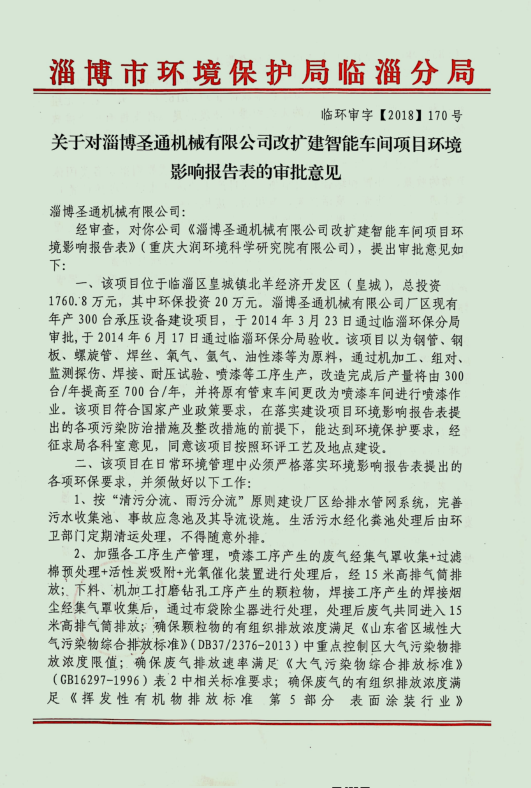 淄博市环境保护局临淄分局
临环审字【2018】170号
关于对淄博圣通机械有限公司改扩建智能车间项目环境
影响报告表的审批意见
淄博圣通机械有限公司:
经审查，对你公司《淄博圣通机械有限公司改扩建智能车间项目环
境影响报告表》(重庆大润环境科学研究院有限公司)，提出审批意见如
下:
一、该项目位于临淄区皇城镇北羊经济开发区(皇城)，总投资
1760.8万元，其中环保投资20万元。淄博圣通机械有限公司厂区现有
年产300台承压设备建设项目，于2014年3月23日通过临淄环保分局
审批,于2014年6月17日通过临淄环保分局验收。该项目以为钢管、钢
板、螺旋管、焊丝、氧气、氩气、油性漆等为原料，通过机加工、组对、
监测探伤、焊接、耐压试验、喷漆等工序生产，改造完成后产量将由300
台/年提高至700台/年，并将原有管束车间更改为喷漆车间进行喷漆作
业。该项目符合国家产业政策要求，在落实建设项目环境影响报告表提
出的各项污染防治措施及整改措施的前提下，能达到环境保护要求，经
征求局各科室意见，同意该项目按照环评工艺及地点建设。
二、该项目在日常环境管理中必须严格落实环境影响报告表提出的
各项环保要求，并须做好以下工作:
1、按“清污分流、雨污分流”原则建设厂区给排水管网系统，完善
污水收集池、事故应急池及其导流设施。生活污水经化粪池处理后由环
卫部门定期清运处理，不得随意外排。
2、加强各工序生产管理，喷漆工序产生的废气经集气罩收集+过滤
棉预处理+活性炭吸附+光氧催化装置进行处理后，经15米高排气筒排
放;下料、机加工打磨钻孔工序产生的颗粒物，焊接工序产生的焊接烟
尘经集气罩收集后，通过布袋除尘器进行处理，处理后废气共同进入15
米高排气筒排放;确保颗粒物的有组织排放浓度满足《山东省区域性大
气污染物综合排放标准》(DB37/2376-2013)中重点控制区大气污染物排
放浓度限值;确保废气排放速率满足《大气污染物综合排放标准》
(GB16297-1996)表2中相关标准要求;确保废气的有组织排放浓度满
足《挥发性有机物排放标准 第5部分 表面涂装行业》